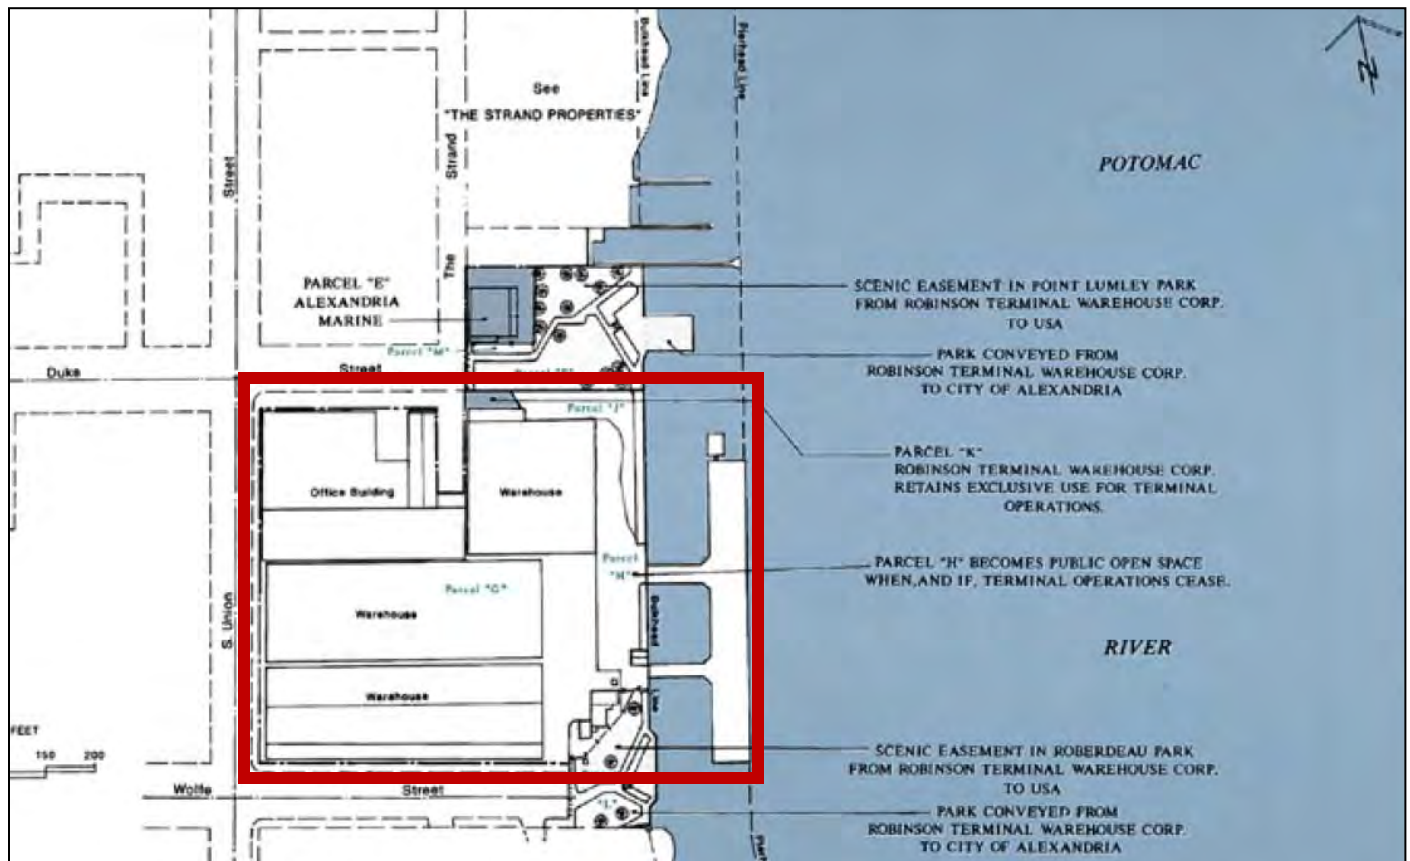 Bulkhead Line
Pierhead Line
N
See
"THE STRAND PROPERTIES"
Street
The Strand
POTOMAC
PARCEL "E"
ALEXANDRIA
MARINE
SCENIC EASEMENT IN POINT LUMLEY PARK
FROM ROBINSON TERMINAL WAREHOUSE CORP.
TO USA
Parcel "M"
PARK CONVEYED FROM
ROBINSON TERMINAL WAREHOUSE CORP.
TO CITY OF ALEXANDRIA
Duke
Street
Parcel "J"
PARCEL "K"
ROBINSON TERMINAL WAREHOUSE CORP.
RETAINS EXCLUSIVE USE FOR TERMINAL
OPERATIONS.
Office Building
Warehouse
Parcel
"H"
PARCEL "H" BECOMES PUBLIC OPEN SPACE
WHEN, AND IF, TERMINAL OPERATIONS CEASE.
Parcel "G"
Warehouse
S. Union
Bulkhead
Line
RIVER
Warehouse
FEET
150 200
SCENIC EASEMENT IN ROBERDEAU PARK
FROM ROBINSON TERMINAL WAREHOUSE CORP.
TO USA
Wolfe
Street
"L"
PARK CONVEYED FROM
ROBINSON TERMINAL WAREHOUSE CORP.
TO CITY OF ALEXANDRIA